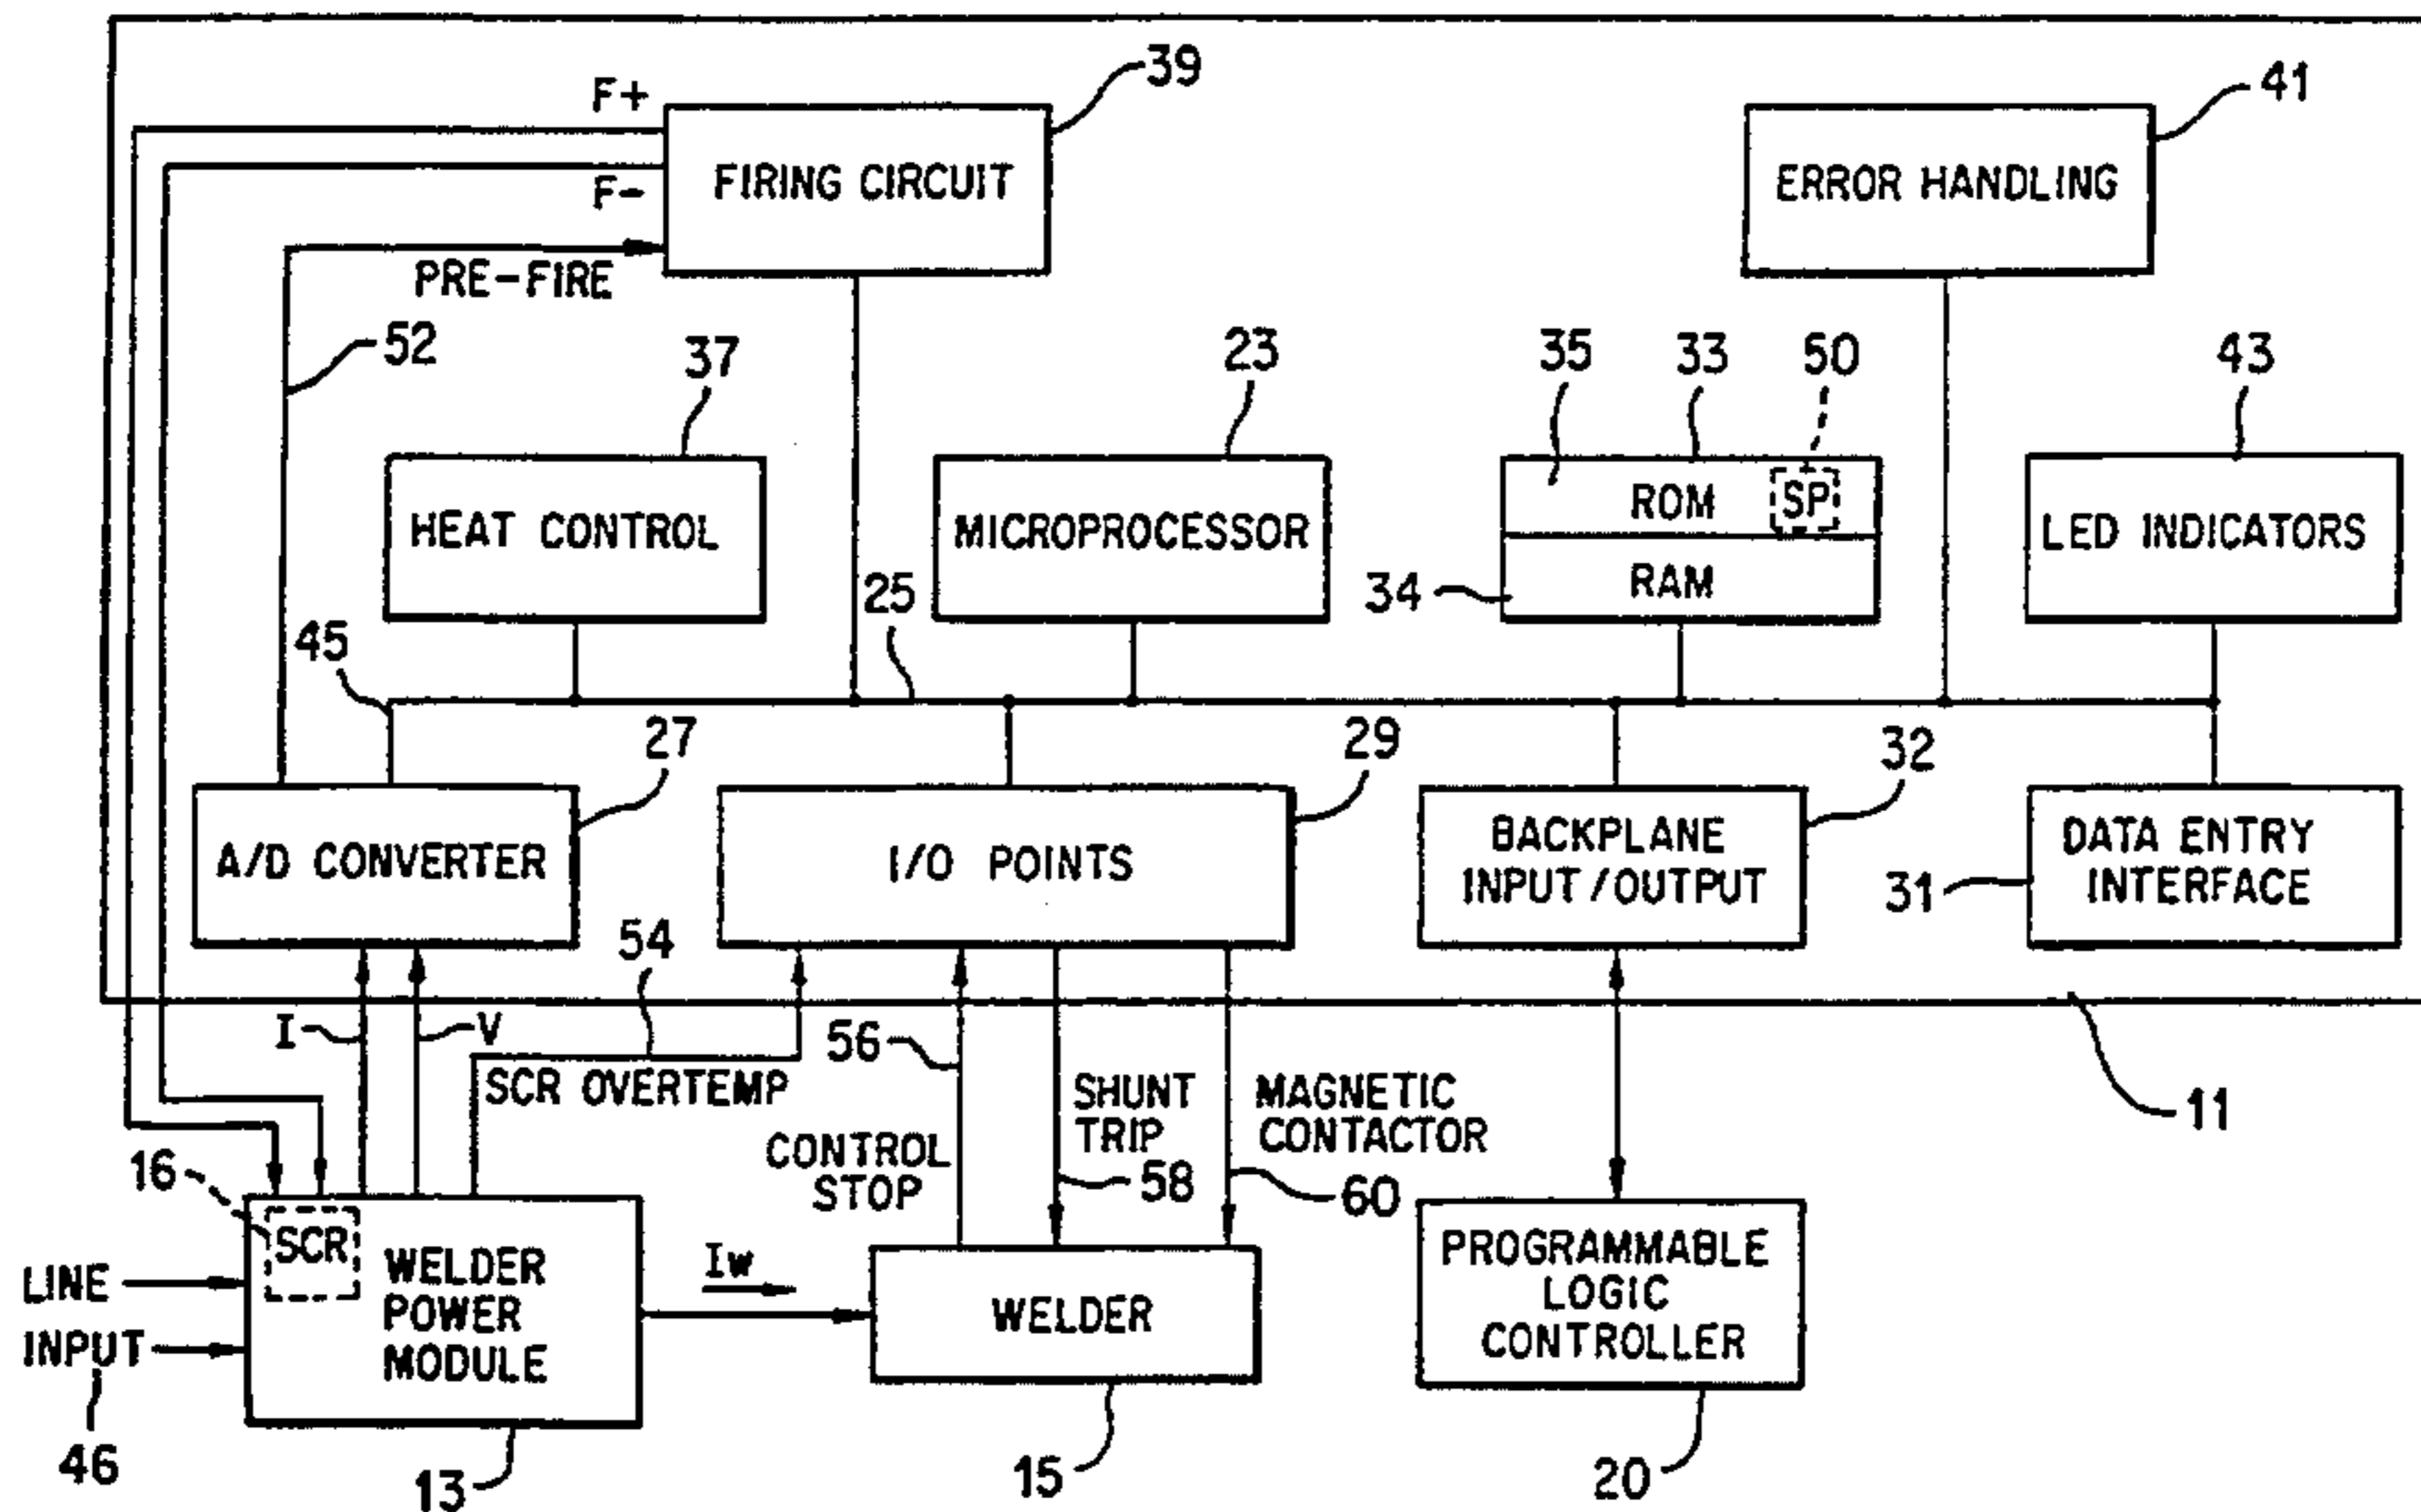 39
F+
41
FIRING CIRCUIT
ERROR HANDLING
F-
PRE-FIRE
52
37
23
35
33
50
43
HEAT CONTROL
MICROPROCESSOR
ROM
SP
LED INDICATORS
34
RAM
25
45
27
29
32
A/D CONVERTER
I/O POINTS
BACKPLANE
INPUT/OUTPUT
DATA ENTRY
INTERFACE
31
54
I
V
56
SCR OVERTEMP
SHUNT
TRIP
MAGNETIC
CONTACTOR
11
CONTROL
STOP
16
58
60
SCR
WELDER
POWER
MODULE
Iw
LINE
INPUT
WELDER
PROGRAMMABLE
LOGIC
CONTROLLER
46
13
15
20